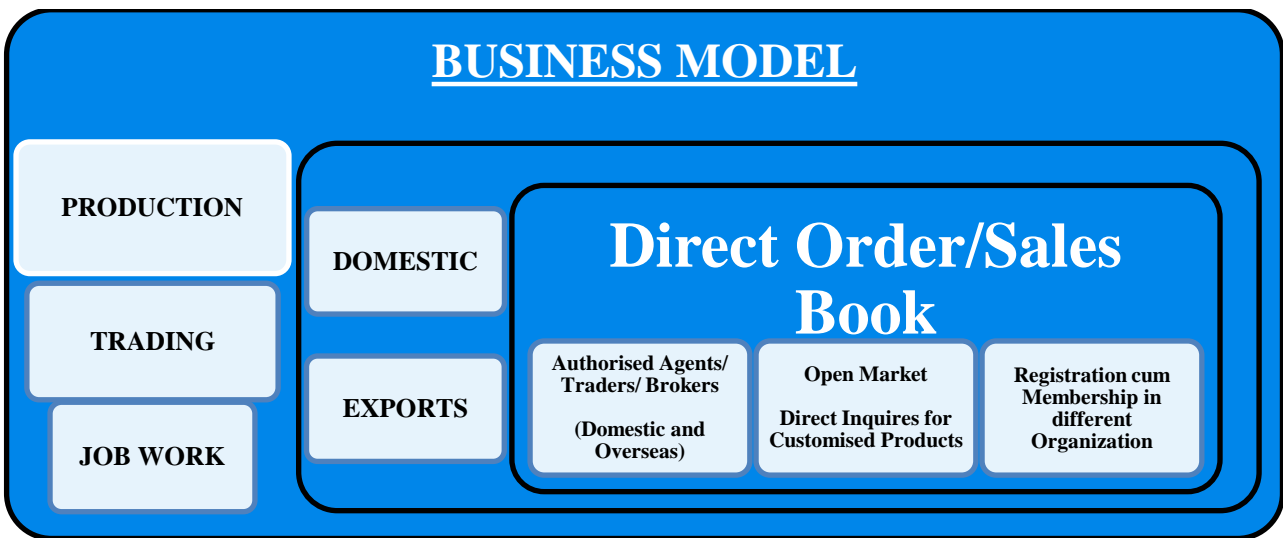 BUSINESS MODEL
PRODUCTION
TRADING
JOB WORK
DOMESTIC
EXPORTS
Direct Order/Sales
Book
Authorised Agents/
Traders/ Brokers
(Domestic and
Overseas)
Open Market
Direct Inquires for
Customised Products
Registration cum
Membership in
different
Organization